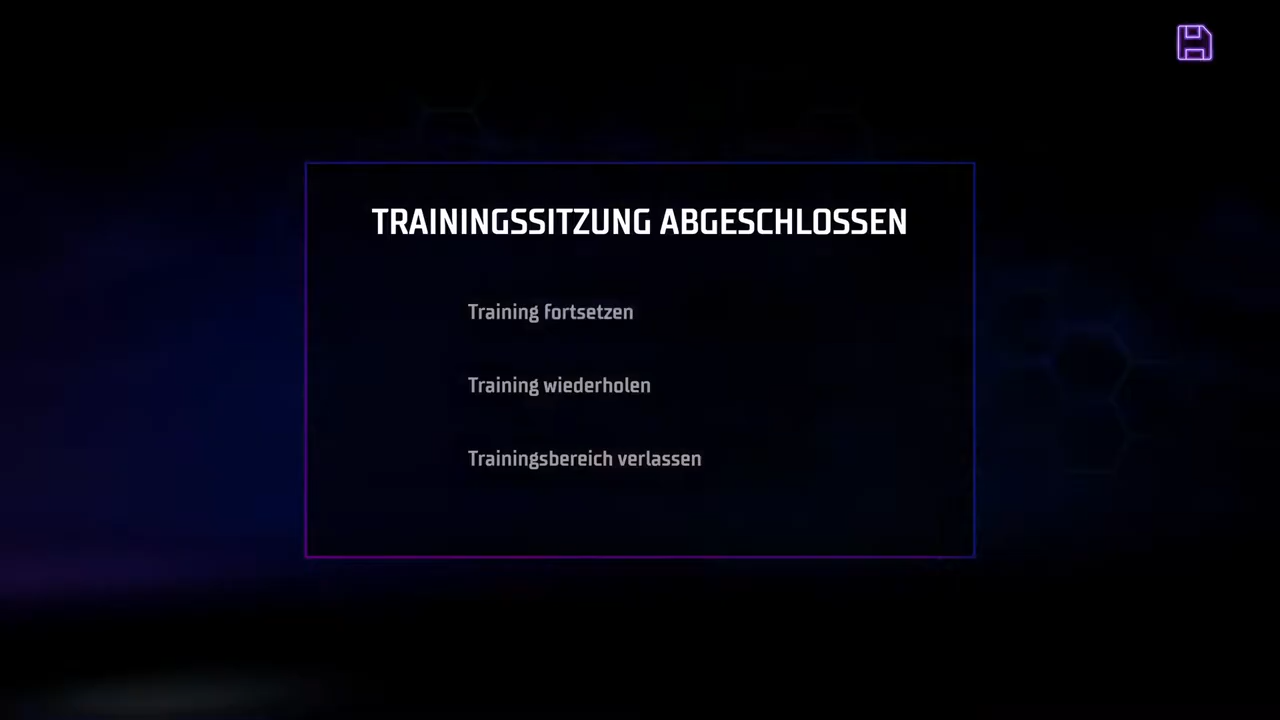 TRAININGSSITZUNG ABGESCHLOSSEN
Training fortsetzen
Training wiederholen
Trainingsbereich verlassen